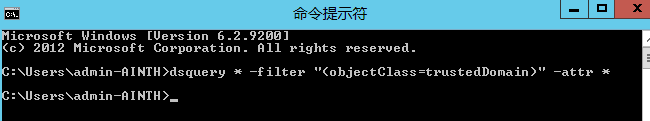 命令提示符
Microsoft Windows [Version 6.2.9200]
(c) 2012 Microsoft Corporation. All rights reserved.
C:\Users\admin-AINTH>dsquery * -filter "(objectClass=trustedDomain)" -attr *
C:\Users\admin-AINTH>_